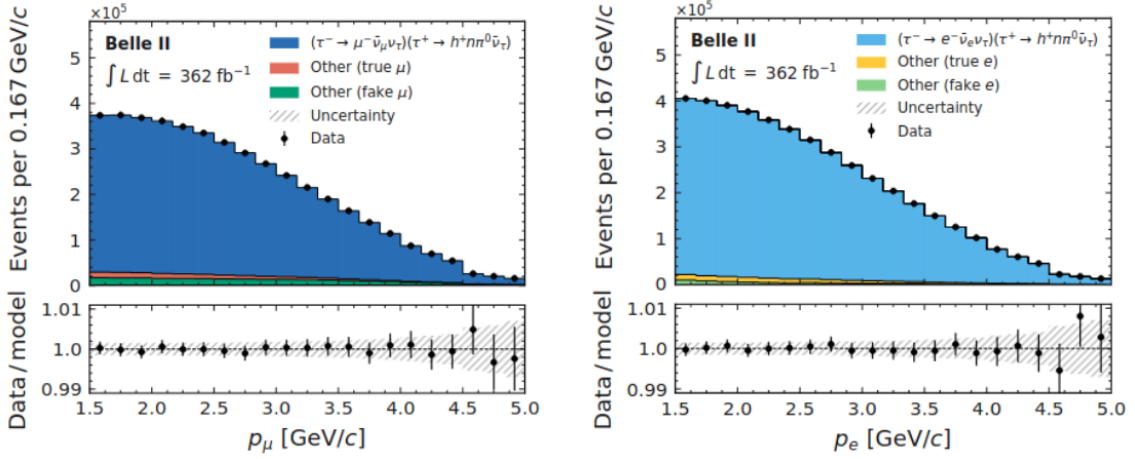 ×10⁵
Belle II
∫ L dt = 362 fb⁻¹
(τ⁻ → μ⁻ν̄_μν_τ)(τ⁺ → h⁺nπ⁰ν̄_τ)
Other (true μ)
Other (fake μ)
Uncertainty
Data
Events per 0.167 GeV/c
5
4
3
2
1
0
Data / model
1.01
1.0
0.99
1.5 2.0 2.5 3.0 3.5 4.0 4.5 5.0
p_μ [GeV/c]
×10⁵
Belle II
∫ L dt = 362 fb⁻¹
(τ⁻ → e⁻ν̄_eν_τ)(τ⁺ → h⁺nπ⁰ν̄_τ)
Other (true e)
Other (fake e)
Uncertainty
Data
Events per 0.167 GeV/c
5
4
3
2
1
0
Data / model
1.01
1.00
0.99
1.5 2.0 2.5 3.0 3.5 4.0 4.5 5.0
p_e [GeV/c]